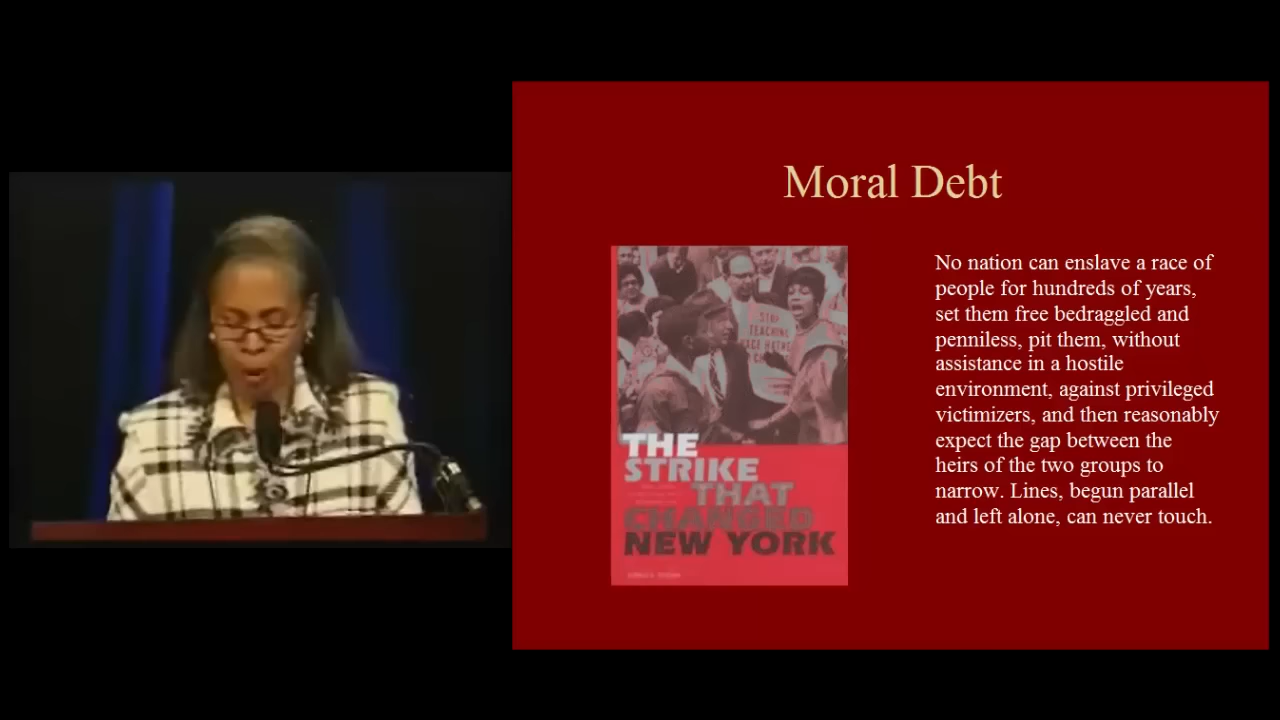 Moral Debt
STOP
TEACHING
THE
STRIKE
THAT
CHANGED
NEW YORK
No nation can enslave a race of
people for hundreds of years,
set them free bedraggled and
penniless, pit them, without
assistance in a hostile
environment, against privileged
victimizers, and then reasonably
expect the gap between the
heirs of the two groups to
narrow. Lines, begun parallel
and left alone, can never touch.